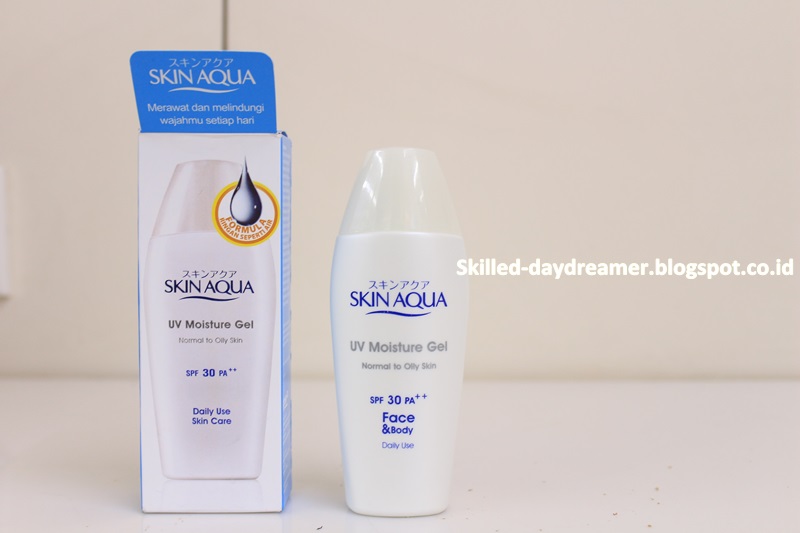 スキンアクア
SKIN AQUA
Merawat dan melindungi
wajahmu setiap hari
FORMULA
RINGAN SEPERTI AIR
スキンアクア
SKIN AQUA
UV Moisture Gel
Normal to Oily Skin
SPF 30 PA++
Daily Use
Skin Care
スキンアクア
SKIN AQUA
UV Moisture Gel
Normal to Oily Skin
SPF 30 PA++
Face
&Body
Daily Use
Skilled-daydreamer.blogspot.co.id